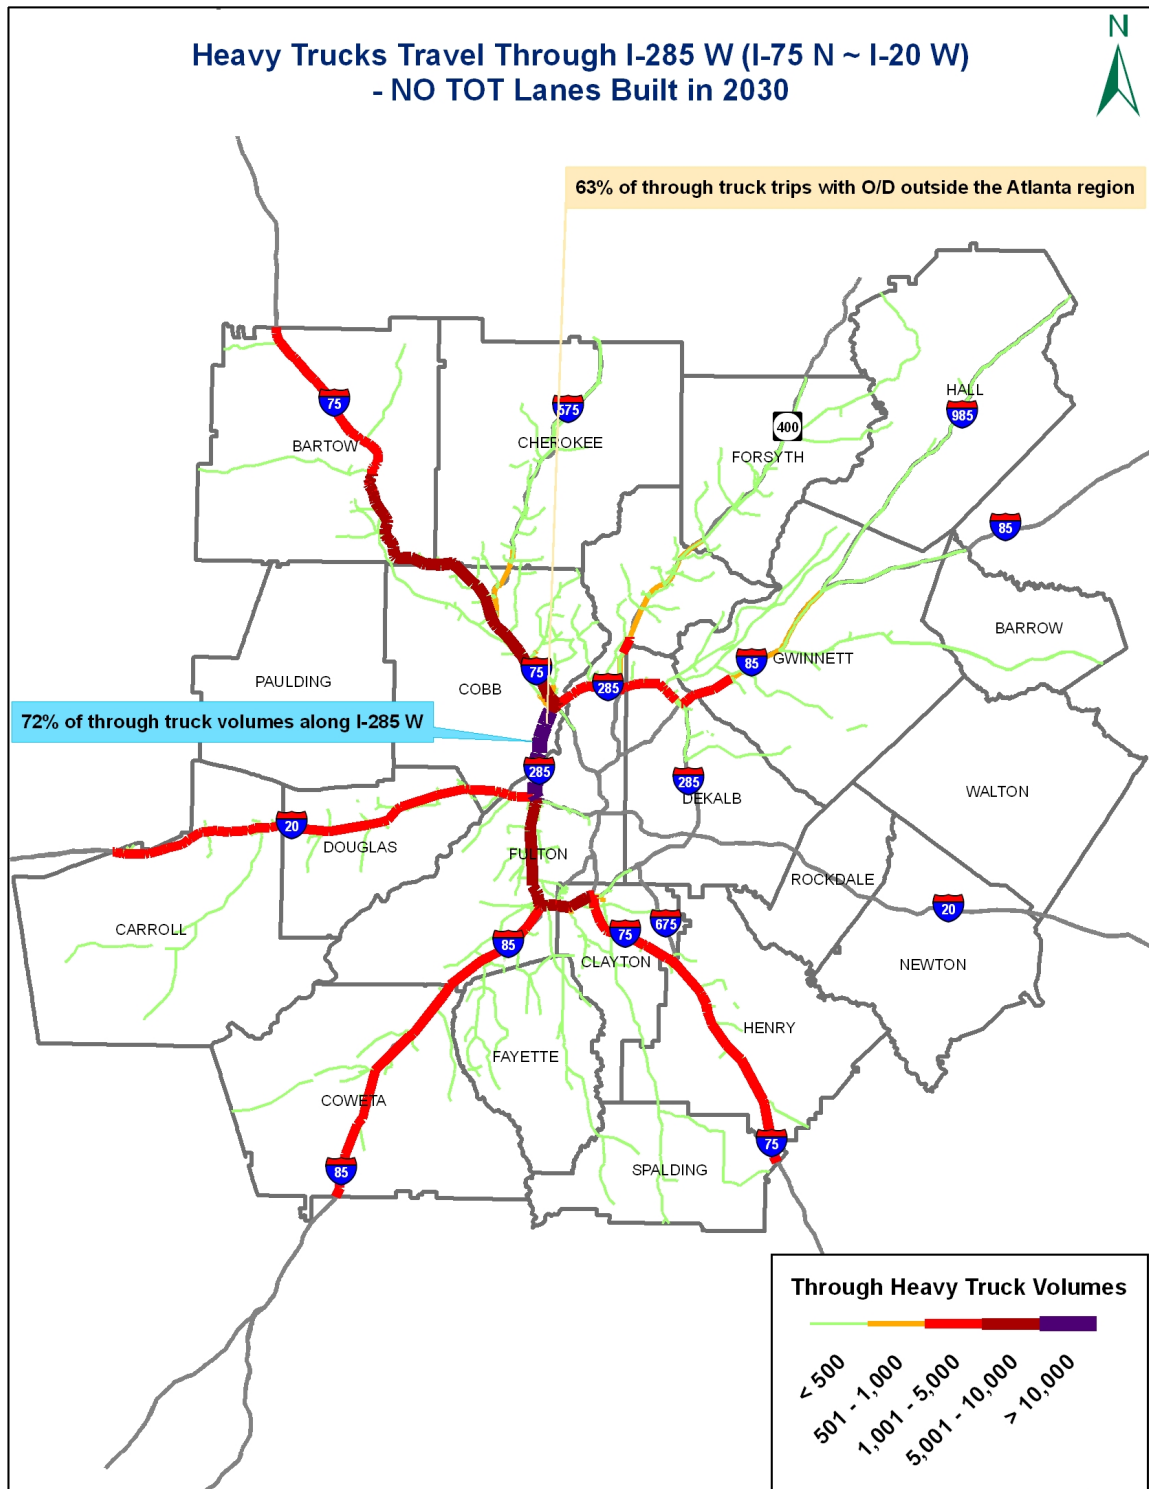 N
Heavy Trucks Travel Through I-285 W (I-75 N ~ I-20 W)
- NO TOT Lanes Built in 2030
63% of through truck trips with O/D outside the Atlanta region
75
BARTOW
575
CHEROKEE
400
FORSYTH
HALL
985
85
BARROW
85
GWINNETT
PAULDING
COBB
75
285
72% of through truck volumes along I-285 W
285
285
DEKALB
WALTON
20
DOUGLAS
FULTON
ROCKDALE
20
CARROLL
85
75
675
CLAYTON
NEWTON
HENRY
FAYETTE
COWETA
85
SPALDING
75
Through Heavy Truck Volumes
< 500
501 - 1,000
1,001 - 5,000
5,001 - 10,000
> 10,000